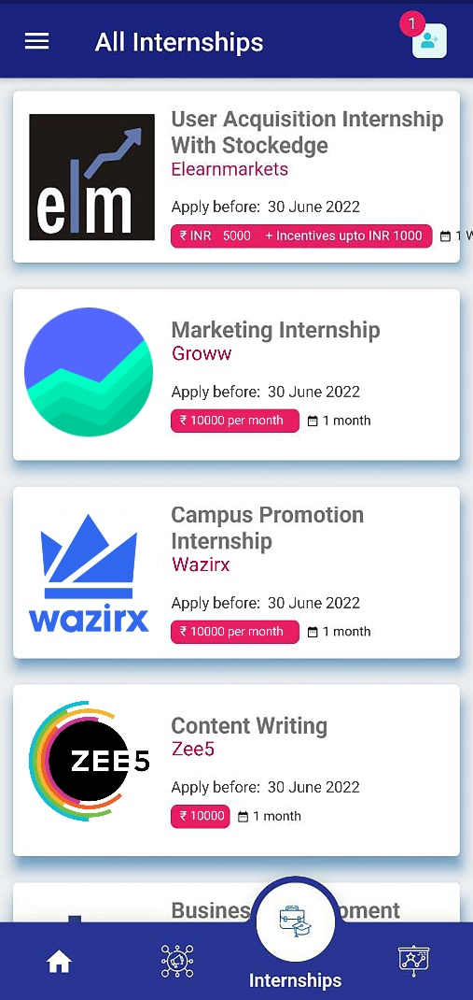 All Internships
1
User Acquisition Internship
With Stockedge
Elearnmarkets
Apply before: 30 June 2022
₹ INR 5000 + Incentives upto INR 1000 1 W
elm
Marketing Internship
Groww
Apply before: 30 June 2022
₹ 10000 per month 1 month
Campus Promotion
Internship
Wazirx
Apply before: 30 June 2022
₹ 10000 per month 1 month
wazirx
Content Writing
Zee5
Apply before: 30 June 2022
₹ 10000 1 month
ZEE5
Busines pment
Internships